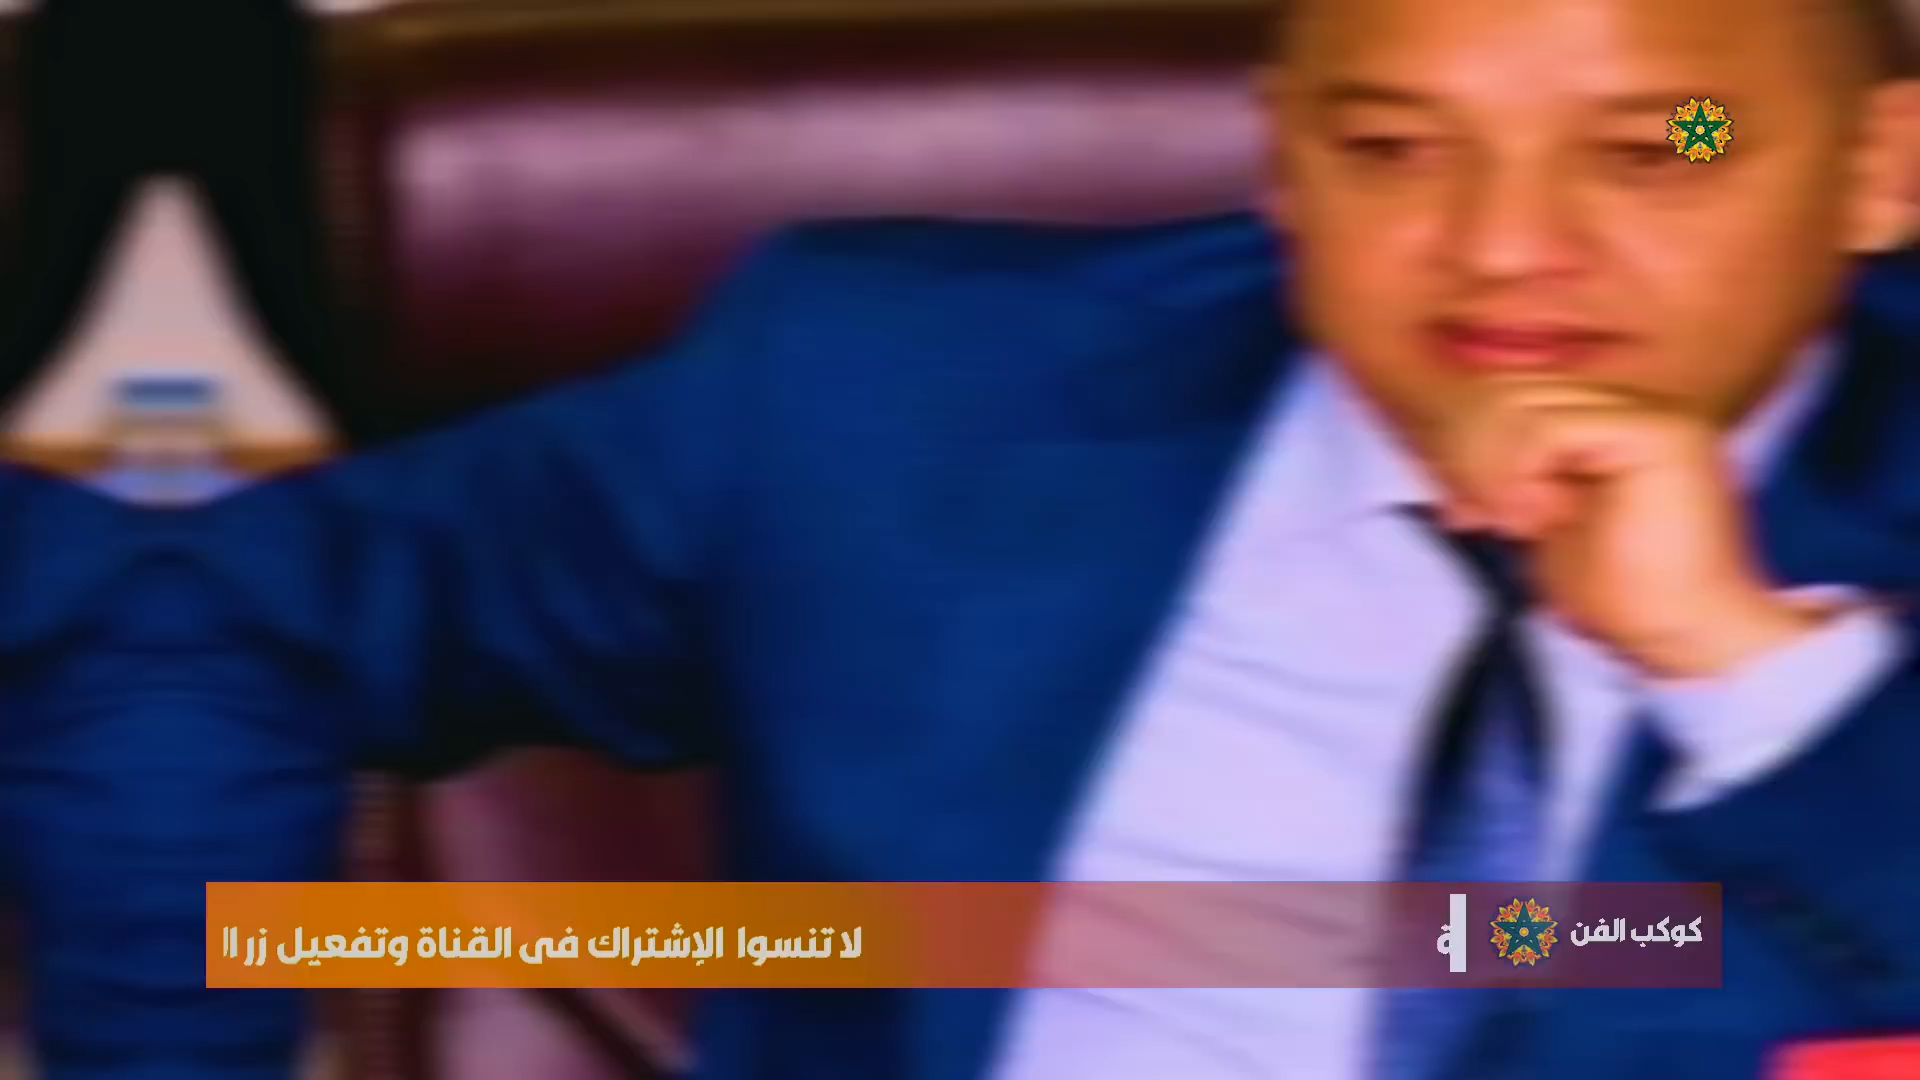 كوكب الفن
لا تنسوا الإشتراك فى القناة وتفعيل زر